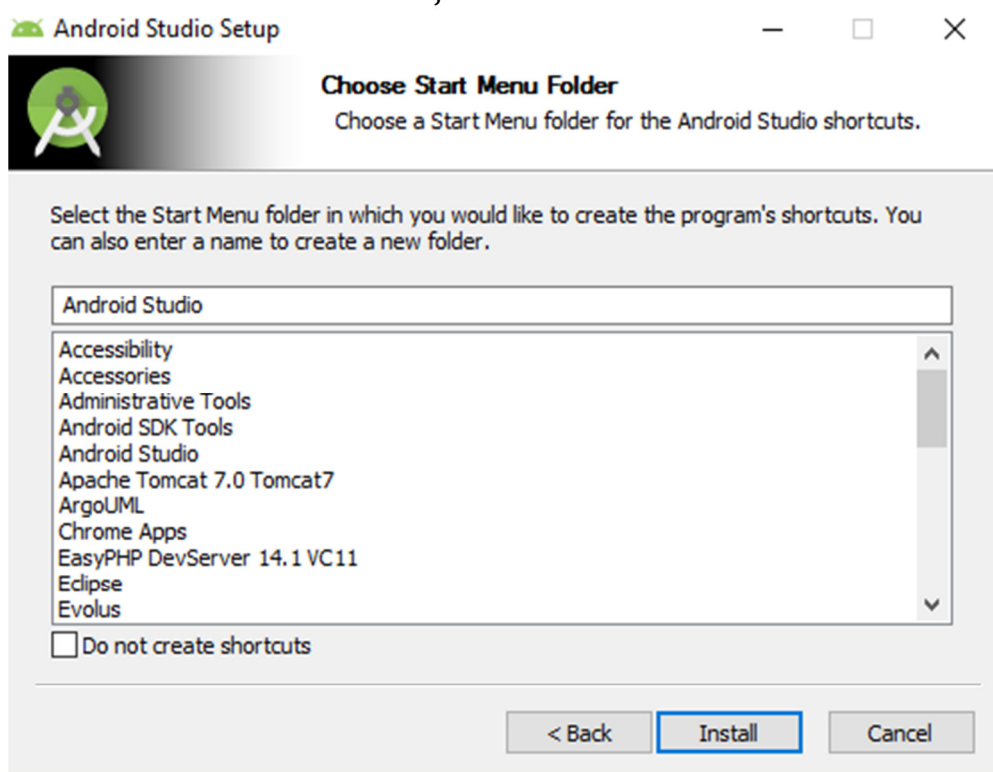 Android Studio Setup
Choose Start Menu Folder
Choose a Start Menu folder for the Android Studio shortcuts.
Select the Start Menu folder in which you would like to create the program's shortcuts. You
can also enter a name to create a new folder.
Android Studio
Accessibility
Accessories
Administrative Tools
Android SDK Tools
Android Studio
Apache Tomcat 7.0 Tomcat7
ArgoUML
Chrome Apps
EasyPHP DevServer 14.1 VC11
Eclipse
Evolus
Do not create shortcuts
< Back Install Cancel